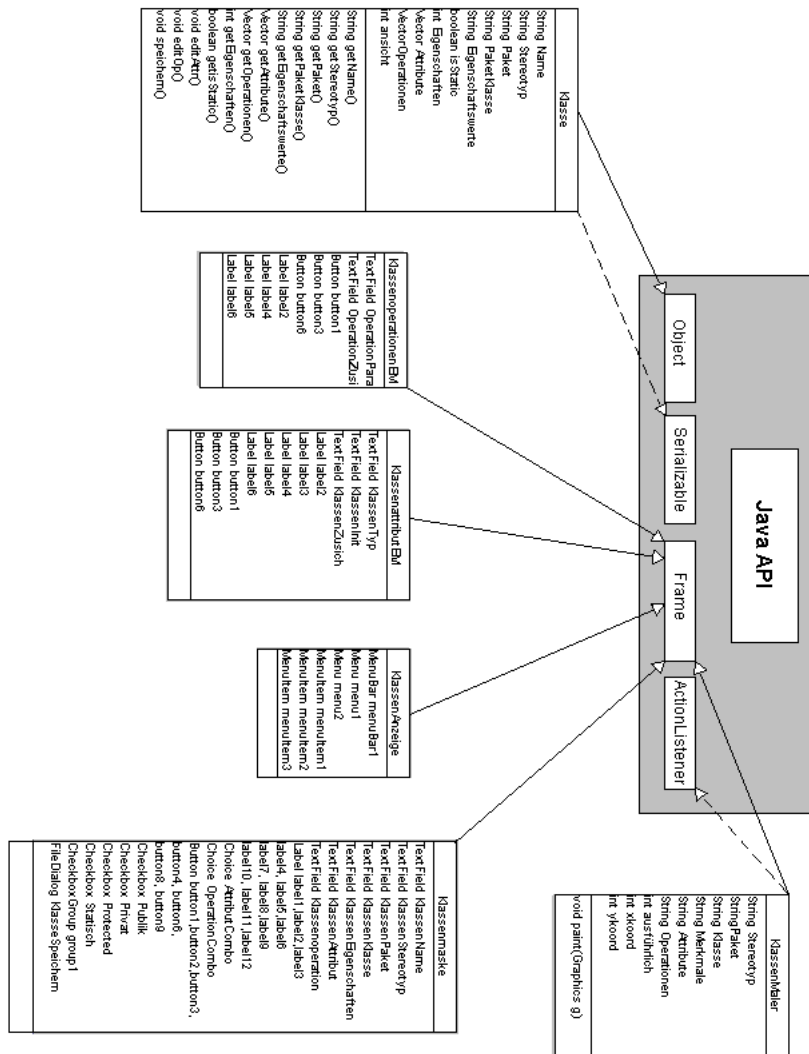 Java API
Object
Serializable
Frame
ActionListener
Klasse
String Name
String Stereotyp
String Paket
String PaketKlasse
String Eigenschaftswerte
boolean isStatic
int Eigenschaften
Vector Attribute
VectorOperationen
int ansicht
String getName()
String getStereotyp()
String getPaket()
String getPaketKlasse()
String getEigenschaftswerte()
Vector getAttribute()
Vector getOperationen()
int getEigenschaften()
boolean getisStatic()
void editAttr()
void editOp()
void speichern()
KlassenoperationenEM
TextField OperationPara
TextField OperationZusi
Button button1
Button button3
Button button6
Label label2
Label label4
Label label5
Label label6
KlassenattributEM
TextField KlassenTyp
TextField KlassenInit
TextField KlassenZusich
Label label2
Label label3
Label label4
Label label5
Label label6
Button button1
Button button3
Button button6
KlassenAnzeige
MenuBar menuBar1
Menu menu1
Menu menu2
MenuItem menuItem1
MenuItem menuItem2
MenuItem menuItem3
Klassenmaske
TextField KlassenName
TextField KlassenStereotyp
TextField KlassenPaket
TextField KlassenKlasse
TextField KlassenEigenschaften
TextField KlassenAttribut
TextField Klassenoperation
Label label1,label2,label3
label4, label5,label6
label7, label8,label9
label10, label11,label12
Choice AttributCombo
Choice OperationCombo
Button button1,button2,button3,
button4, button6,
button8, button9
Checkbox Publik
Checkbox Privat
Checkbox Protected
Checkbox Statisch
CheckboxGroup group1
FileDialog KlasseSpeichern
KlassenMaler
String Stereotyp
StringPaket
String Klasse
String Merkmale
String Attribute
String Operationen
int ausführlich
int xkoord
int ykoord
void paint(Graphics g)